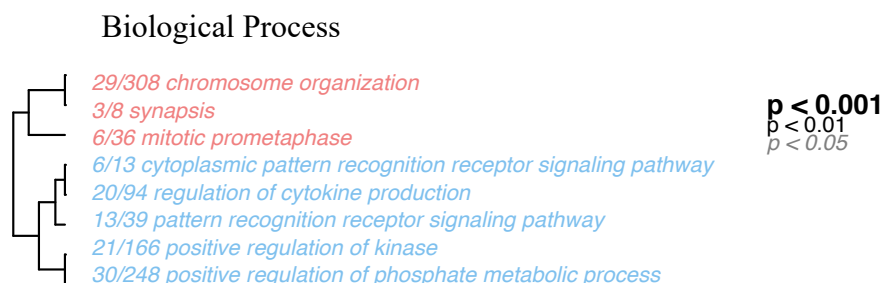 Biological Process
29/308 chromosome organization
3/8 synapsis
6/36 mitotic prometaphase
6/13 cytoplasmic pattern recognition receptor signaling pathway
20/94 regulation of cytokine production
13/39 pattern recognition receptor signaling pathway
21/166 positive regulation of kinase
30/248 positive regulation of phosphate metabolic process
p < 0.001
p < 0.01
p < 0.05